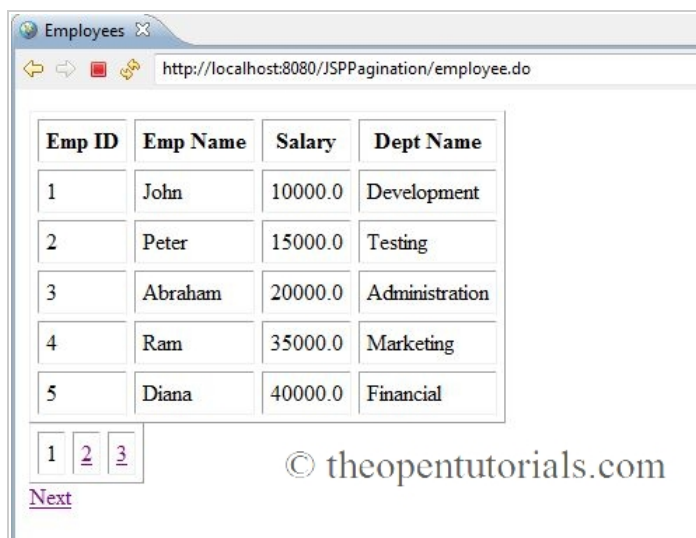 Employees
http://localhost:8080/JSPPagination/employee.do
Emp ID Emp Name Salary Dept Name
1 John 10000.0 Development
2 Peter 15000.0 Testing
3 Abraham 20000.0 Administration
4 Ram 35000.0 Marketing
5 Diana 40000.0 Financial
1 2 3
© theopentutorials.com
Next